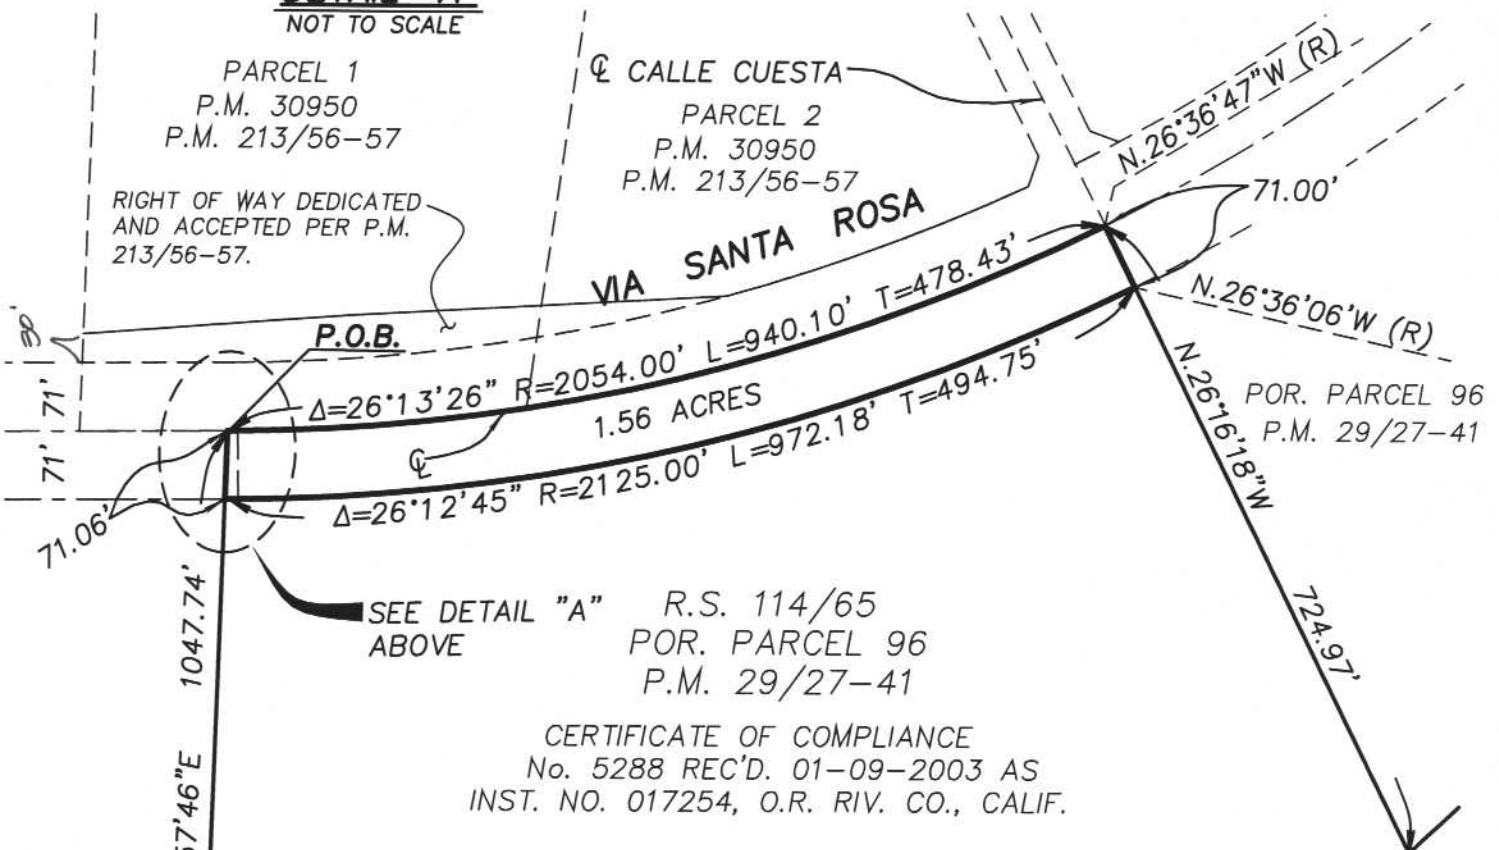 NOT TO SCALE
PARCEL 1
P.M. 30950
P.M. 213/56-57
℄ CALLE CUESTA
PARCEL 2
P.M. 30950
P.M. 213/56-57
N.26°36'47"W (R)
RIGHT OF WAY DEDICATED
AND ACCEPTED PER P.M.
213/56-57.
71.00'
VIA SANTA ROSA
30'
P.O.B.
N.26°36'06'W (R)
Δ=26°13'26" R=2054.00' L=940.10' T=478.43'
1.56 ACRES
℄
Δ=26°12'45" R=2125.00' L=972.18' T=494.75'
71'
71'
71.06'
N.26°16'18"W
724.97'
POR. PARCEL 96
P.M. 29/27-41
SEE DETAIL "A"
ABOVE
R.S. 114/65
POR. PARCEL 96
P.M. 29/27-41
CERTIFICATE OF COMPLIANCE
No. 5288 REC'D. 01-09-2003 AS
INST. NO. 017254, O.R. RIV. CO., CALIF.
57'46"E 1047.74'